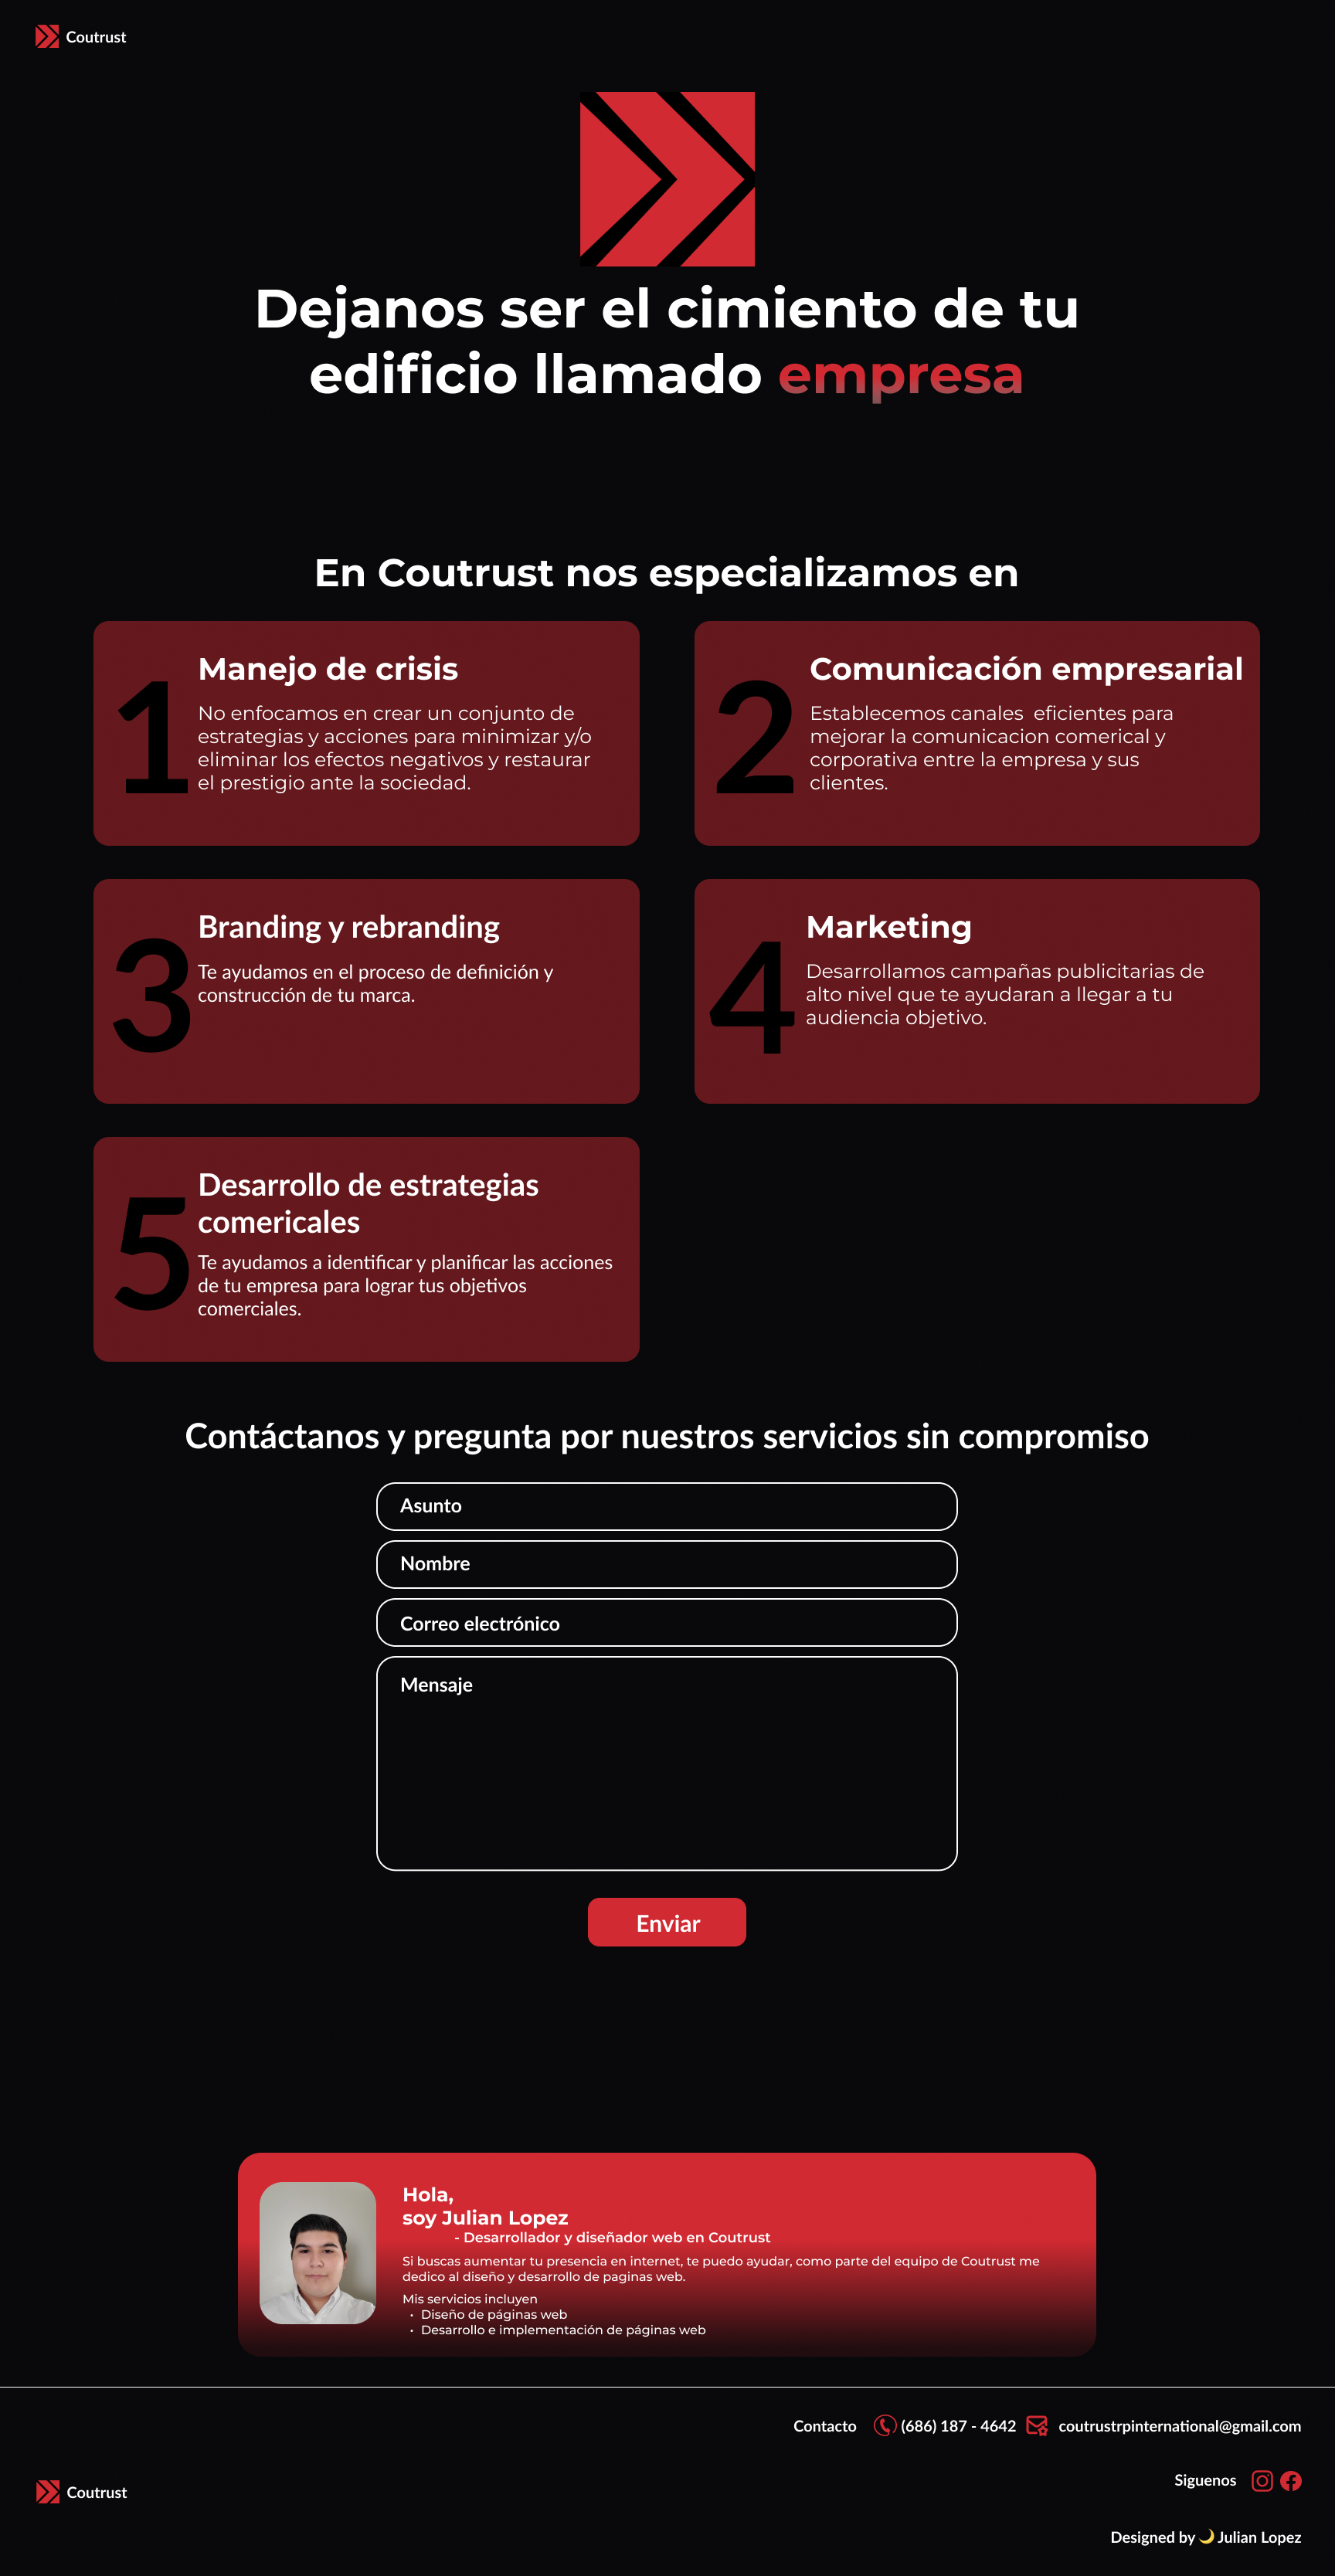 Coutrust
Dejanos ser el cimiento de tu
edificio llamado empresa
En Coutrust nos especializamos en
1
Manejo de crisis
No enfocamos en crear un conjunto de
estrategias y acciones para minimizar y/o
eliminar los efectos negativos y restaurar
el prestigio ante la sociedad.
2
Comunicación empresarial
Establecemos canales  eficientes para
mejorar la comunicacion comerical y
corporativa entre la empresa y sus
clientes.
3
Branding y rebranding
Te ayudamos en el proceso de definición y
construcción de tu marca.
4
Marketing
Desarrollamos campañas publicitarias de
alto nivel que te ayudaran a llegar a tu
audiencia objetivo.
5
Desarrollo de estrategias
comericales
Te ayudamos a identificar y planificar las acciones
de tu empresa para lograr tus objetivos
comerciales.
Contáctanos y pregunta por nuestros servicios sin compromiso
Asunto
Nombre
Correo electrónico
Mensaje
Enviar
Hola,
soy Julian Lopez
- Desarrollador y diseñador web en Coutrust
Si buscas aumentar tu presencia en internet, te puedo ayudar, como parte del equipo de Coutrust me
dedico al diseño y desarrollo de paginas web.
Mis servicios incluyen
• Diseño de páginas web
• Desarrollo e implementación de páginas web
Contacto (686) 187 - 4642 coutrustrpinternational@gmail.com
Siguenos
Coutrust
Designed by 🌙 Julian Lopez